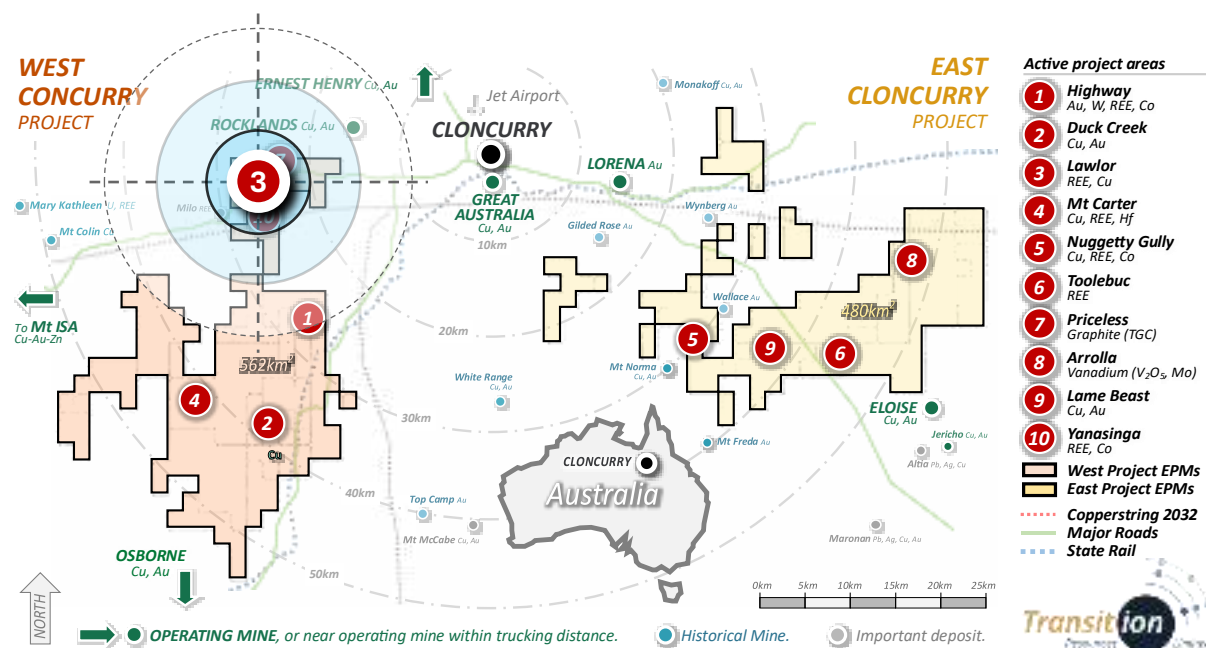 WEST
CONCURRY
PROJECT
ERNEST HENRY Cu, Au
Jet Airport
ROCKLANDS Cu, Au
CLONCURRY
Monakoff Cu, Au
EAST
CLONCURRY
PROJECT
LORENA Au
GREAT
AUSTRALIA
Cu, Au
10km
3
Mary Kathleen U, REE
Milo REE
Mt Colin Cu
Gilded Rose Au
Wynberg Au
8
To Mt ISA
Cu-Au-Zn
1
20km
Wallace Au
480km²
5
9
6
562km²
4
2
Cu
White Range
Cu, Au
Mt Norma
Cu, Au
30km
ELOISE
Cu, Au
Jericho Cu, Au
Altia Pb, Ag, Cu
Mt Freda Au
CLONCURRY
Australia
40km
Top Camp Au
Mt McCabe Cu, Au
Maronan Pb, Ag, Cu, Au
OSBORNE
Cu, Au
50km
NORTH
0km 5km 10km 15km 20km 25km
OPERATING MINE, or near operating mine within trucking distance.
Historical Mine.
Important deposit.
Active project areas
1 Highway
Au, W, REE, Co
2 Duck Creek
Cu, Au
3 Lawlor
REE, Cu
4 Mt Carter
Cu, REE, Hf
5 Nuggetty Gully
Cu, REE, Co
6 Toolebuc
REE
7 Priceless
Graphite (TGC)
8 Arrolla
Vanadium (V₂O₅, Mo)
9 Lame Beast
Cu, Au
10 Yanasinga
REE, Co
West Project EPMs
East Project EPMs
Copperstring 2032
Major Roads
State Rail
Transition